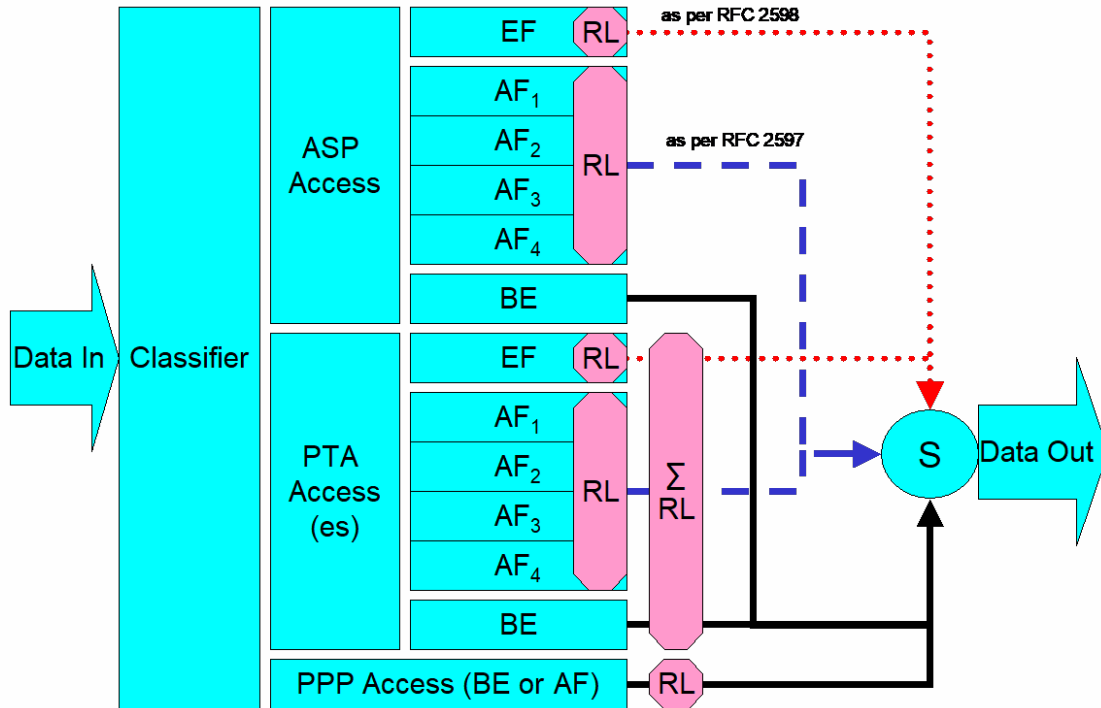 as per RFC 2598
EF
RL
AF1
AF2
AF3
AF4
RL
as per RFC 2597
ASP
Access
BE
Data In
Classifier
EF
RL
AF1
AF2
AF3
AF4
RL
PTA
Access
(es)
Σ
RL
BE
S
Data Out
PPP Access (BE or AF)
RL